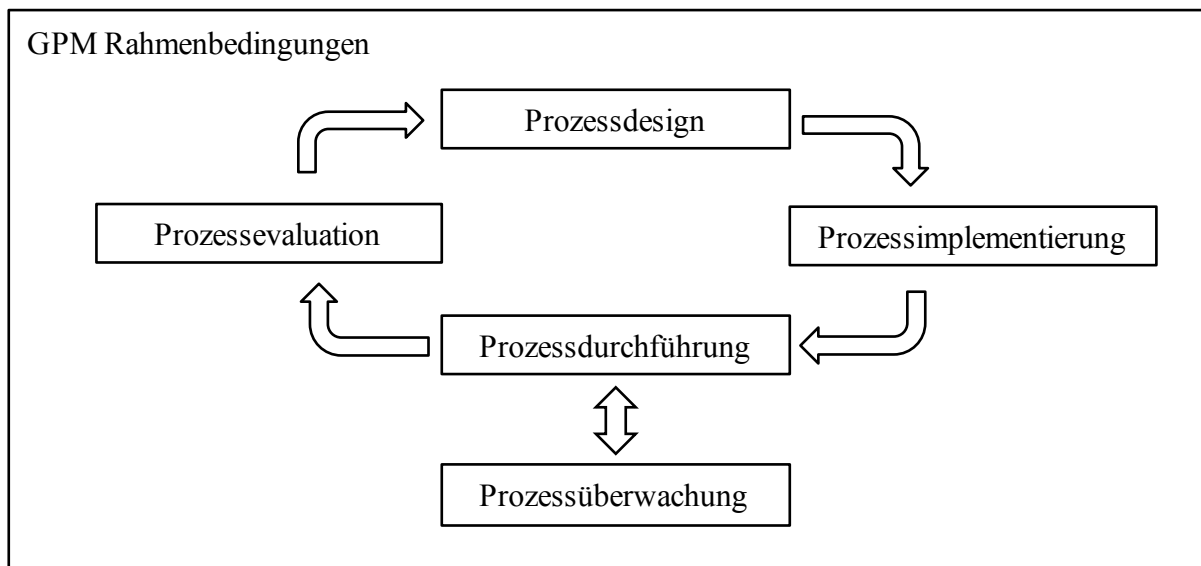 GPM Rahmenbedingungen
Prozessdesign
Prozessevaluation
Prozessimplementierung
Prozessdurchführung
Prozessüberwachung